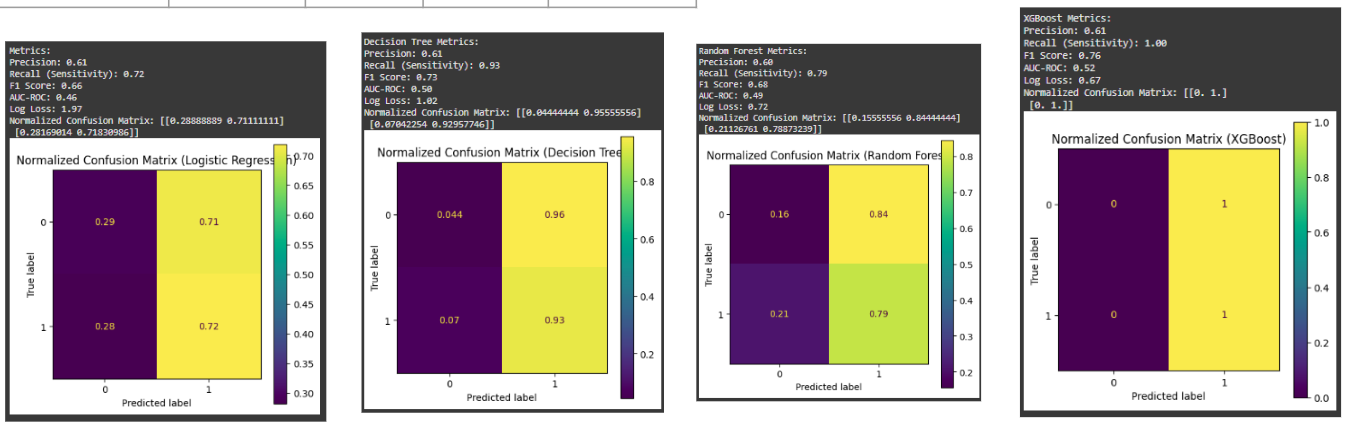 Metrics:
Precision: 0.61
Recall (Sensitivity): 0.72
F1 Score: 0.66
AUC-ROC: 0.46
Log Loss: 1.97
Normalized Confusion Matrix: [[0.28888889 0.71111111]
[0.28169014 0.71830986]]
Normalized Confusion Matrix (Logistic Regression)
0.70
0.65
0.60
0.55
0.50
0.45
0.40
0.35
0.30
0
0.29
0.71
True label
1
0.28
0.72
0
1
Predicted label
Decision Tree Metrics:
Precision: 0.61
Recall (Sensitivity): 0.93
F1 Score: 0.73
AUC-ROC: 0.50
Log Loss: 1.02
Normalized Confusion Matrix: [[0.04444444 0.95555556]
[0.07042254 0.92957746]]
Normalized Confusion Matrix (Decision Tree
0.8
0.6
0.4
0.2
0
0.044
0.96
True label
1
0.07
0.93
0
1
Predicted label
Random Forest Metrics:
Precision: 0.60
Recall (Sensitivity): 0.79
F1 Score: 0.68
AUC-ROC: 0.49
Log Loss: 0.72
Normalized Confusion Matrix: [[0.15555556 0.84444444]
[0.21126761 0.78873239]]
Normalized Confusion Matrix (Random Fores
0.8
0.7
0.6
0.5
0.4
0.3
0.2
0
0.16
0.84
True label
1
0.21
0.79
0
1
Predicted label
XGBoost Metrics:
Precision: 0.61
Recall (Sensitivity): 1.00
F1 Score: 0.76
AUC-ROC: 0.52
Log Loss: 0.67
Normalized Confusion Matrix: [[0. 1.]
[0. 1.]]
Normalized Confusion Matrix (XGBoost)
1.0
0.8
0.6
0.4
0.2
0.0
0
0
1
True label
1
0
1
0
1
Predicted label